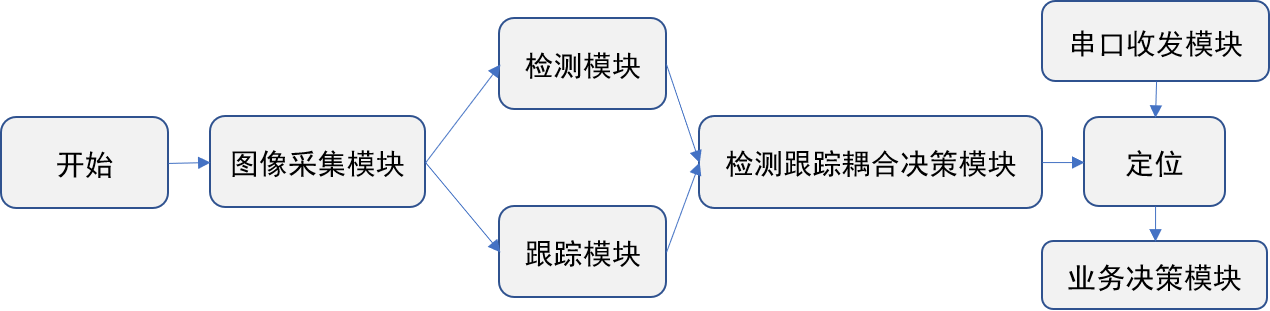 开始
图像采集模块
检测模块
跟踪模块
检测跟踪耦合决策模块
串口收发模块
定位
业务决策模块